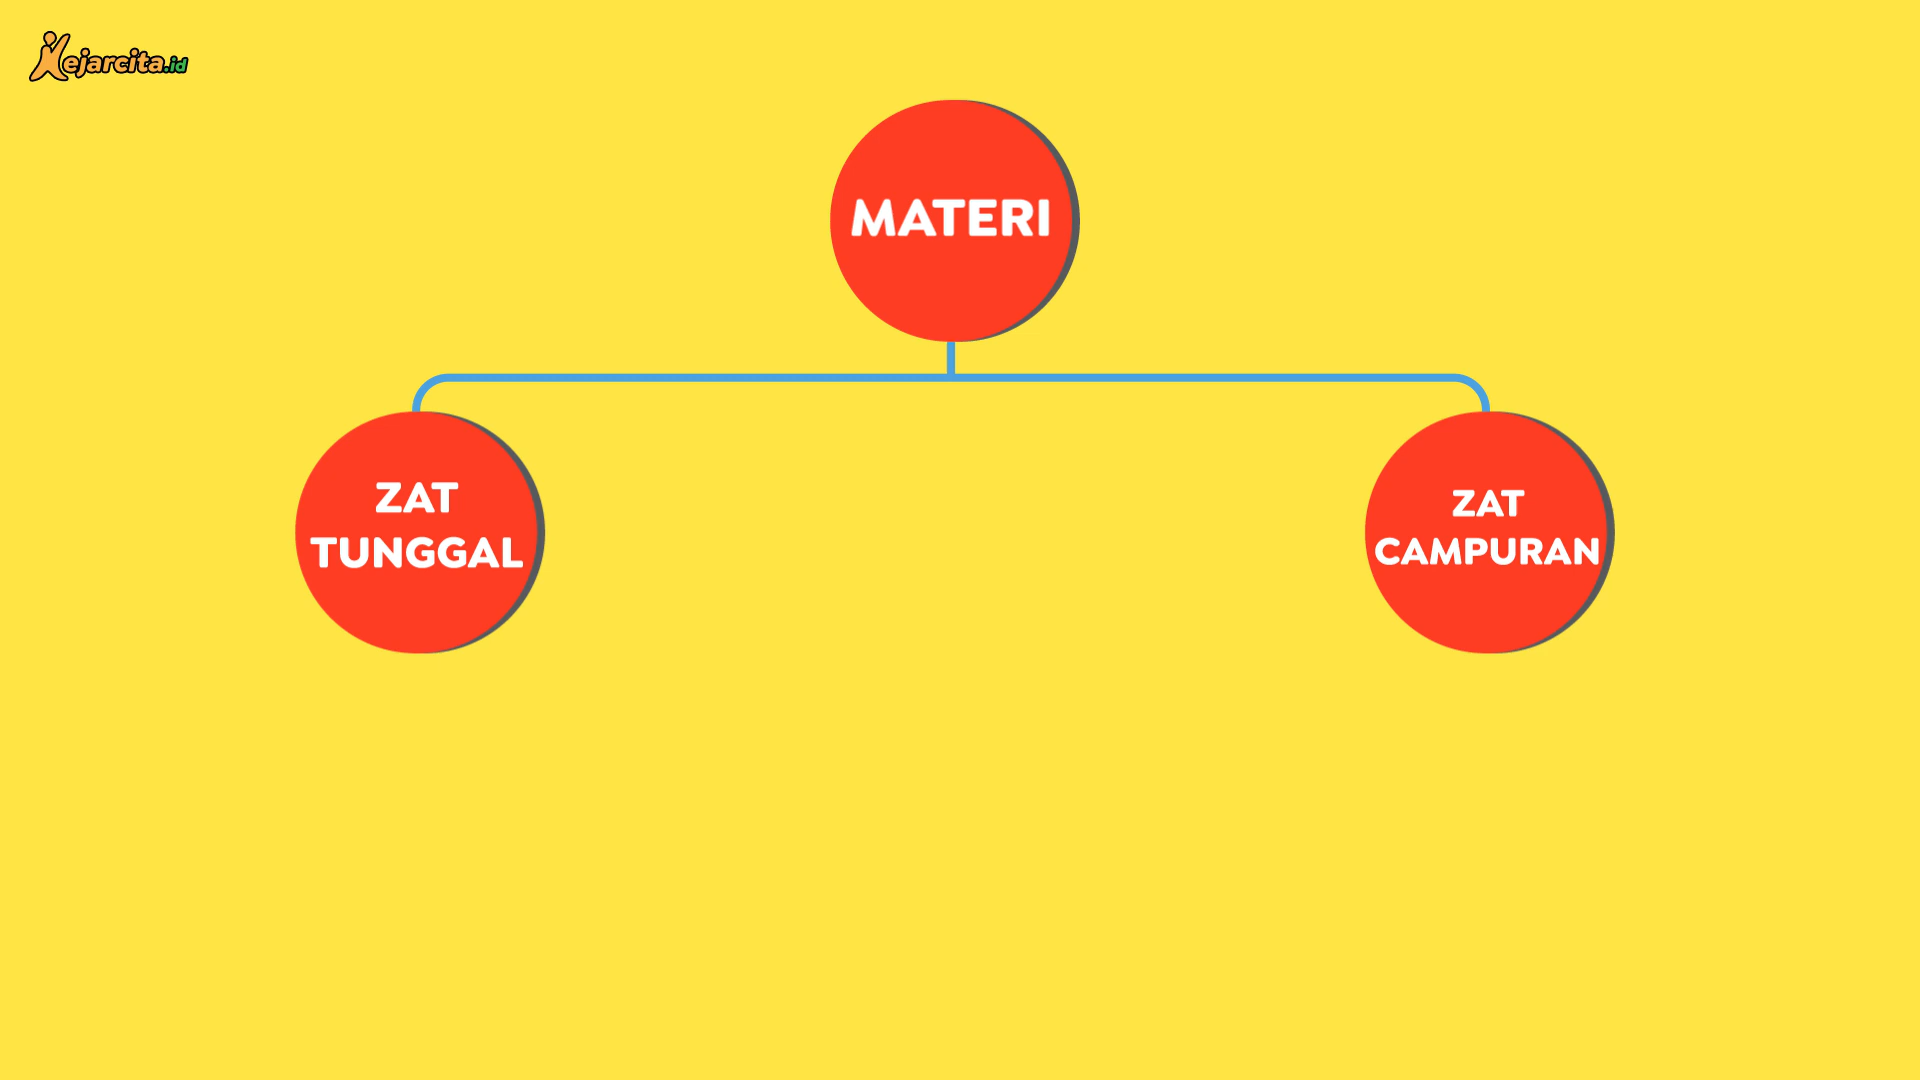 Kejarcita.id
MATERI
ZAT
TUNGGAL
ZAT
CAMPURAN